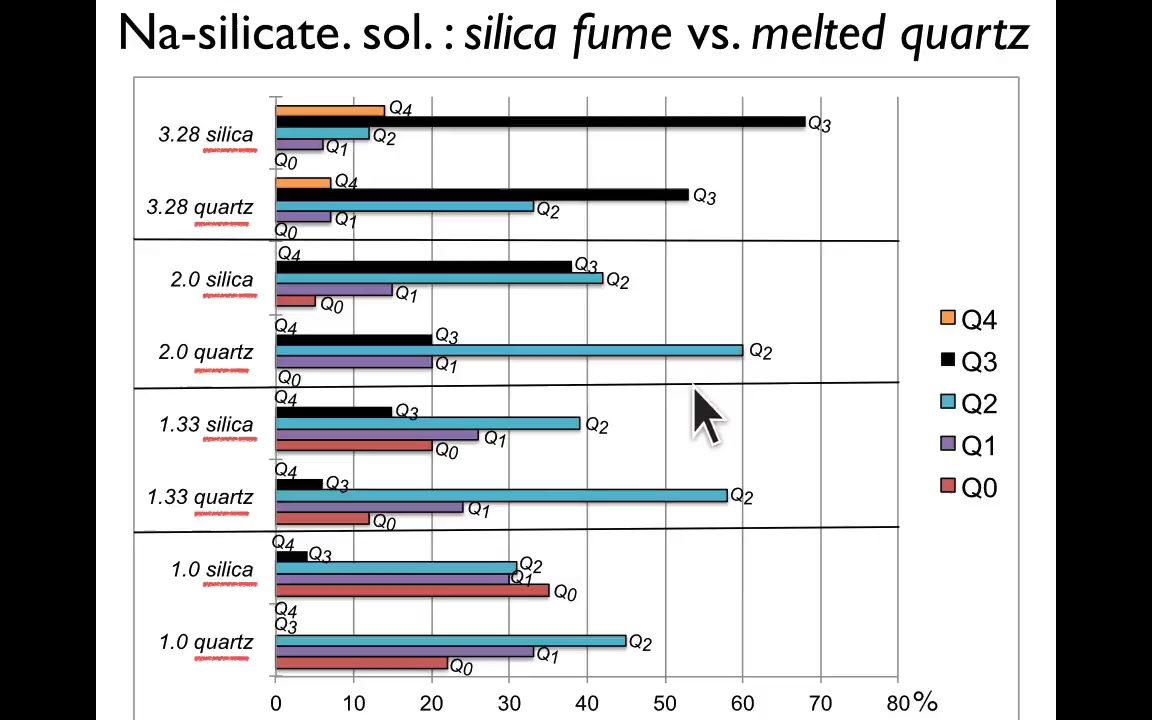 Na-silicate. sol. : silica fume vs. melted quartz
Q4
Q3
3.28 silica
Q2
Q1
Q0
Q4
Q3
3.28 quartz
Q2
Q1
Q0
Q4
Q3
2.0 silica
Q2
Q1
Q0
Q4
Q3
2.0 quartz
Q2
Q1
Q0
Q4
Q3
1.33 silica
Q2
Q1
Q0
Q4
Q3
1.33 quartz
Q2
Q1
Q0
Q4
Q3
1.0 silica
Q2
Q1
Q0
Q4
Q3
1.0 quartz
Q2
Q1
Q0
0 10 20 30 40 50 60 70 80 %
Q4
Q3
Q2
Q1
Q0